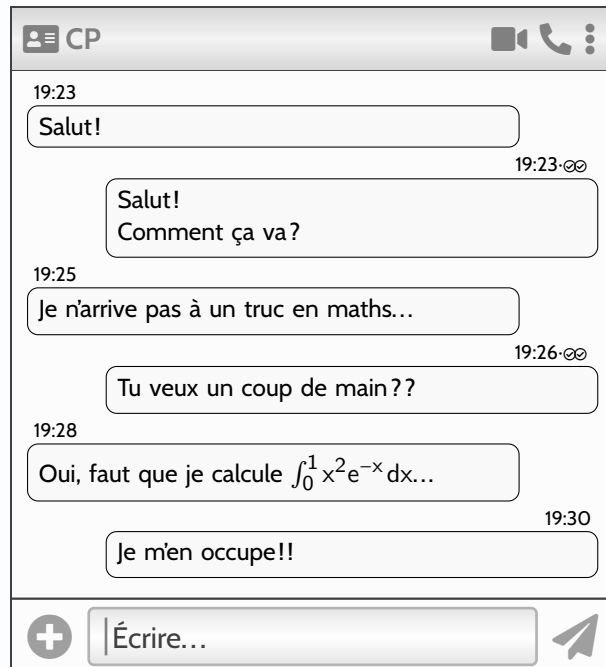 CP
19:23
Salut!
19:23·
Salut!
Comment ça va?
19:25
Je n'arrive pas à un truc en maths...
19:26·
Tu veux un coup de main??
19:28
Oui, faut que je calcule ∫₀¹ x²e⁻ˣ dx...
19:30
Je m'en occupe!!
Écrire...